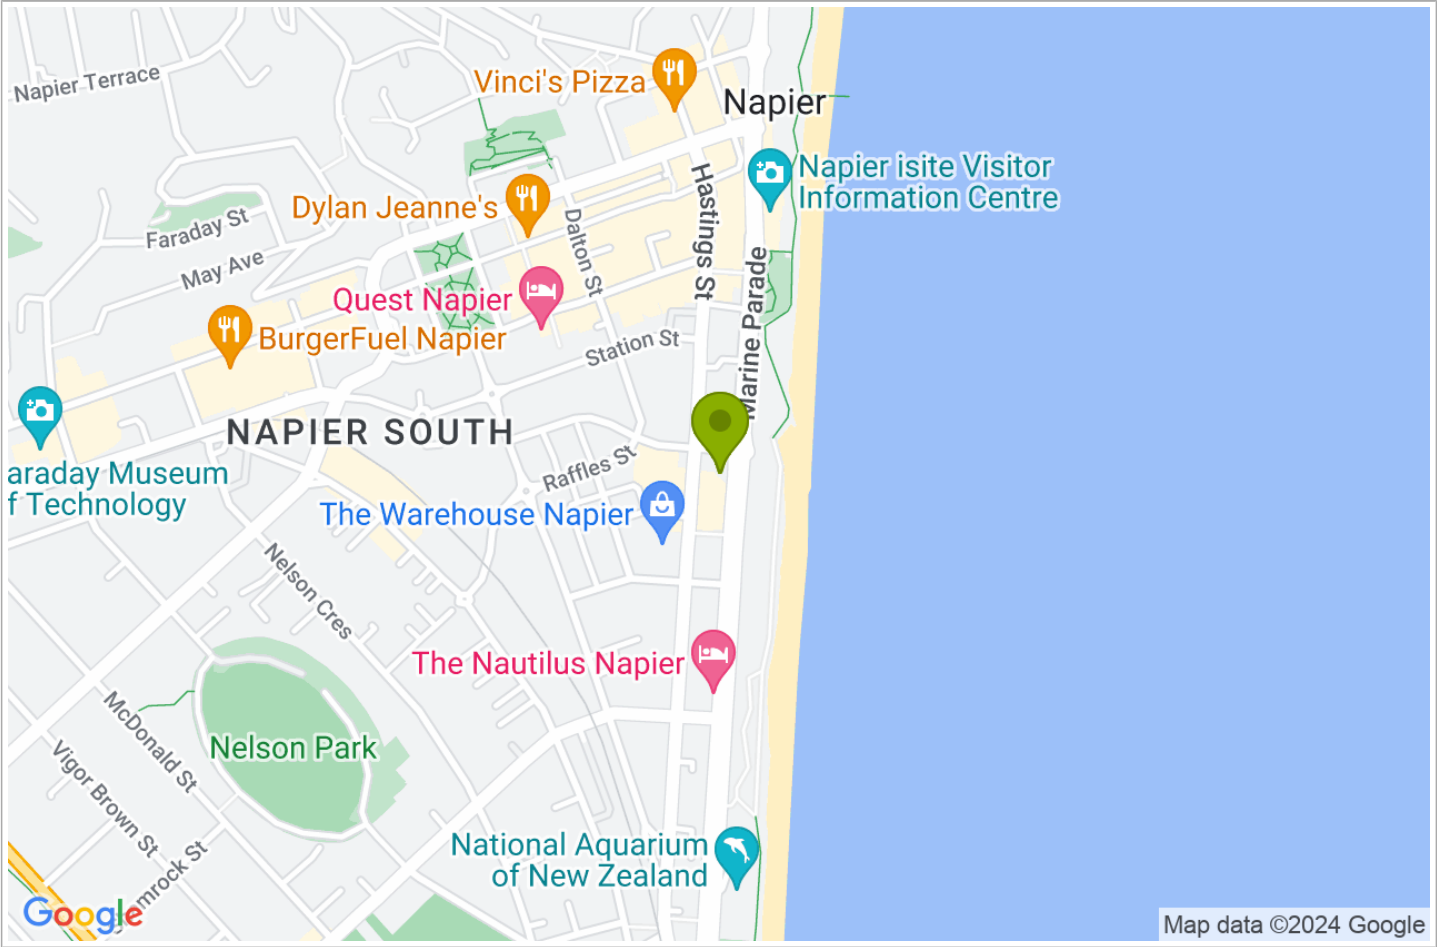 Napier Terrace
Vinci's Pizza
Napier
Napier isite Visitor
Information Centre
Hastings St
Dylan Jeanne's
Dalton St
Faraday St
May Ave
Marine Parade
Quest Napier
BurgerFuel Napier
Station St
NAPIER SOUTH
Raffles St
araday Museum
f Technology
The Warehouse Napier
Nelson Cres
The Nautilus Napier
McDonald St
Nelson Park
Vigor Brown St
mrock St
National Aquarium
of New Zealand
Google
Map data ©2024 Google